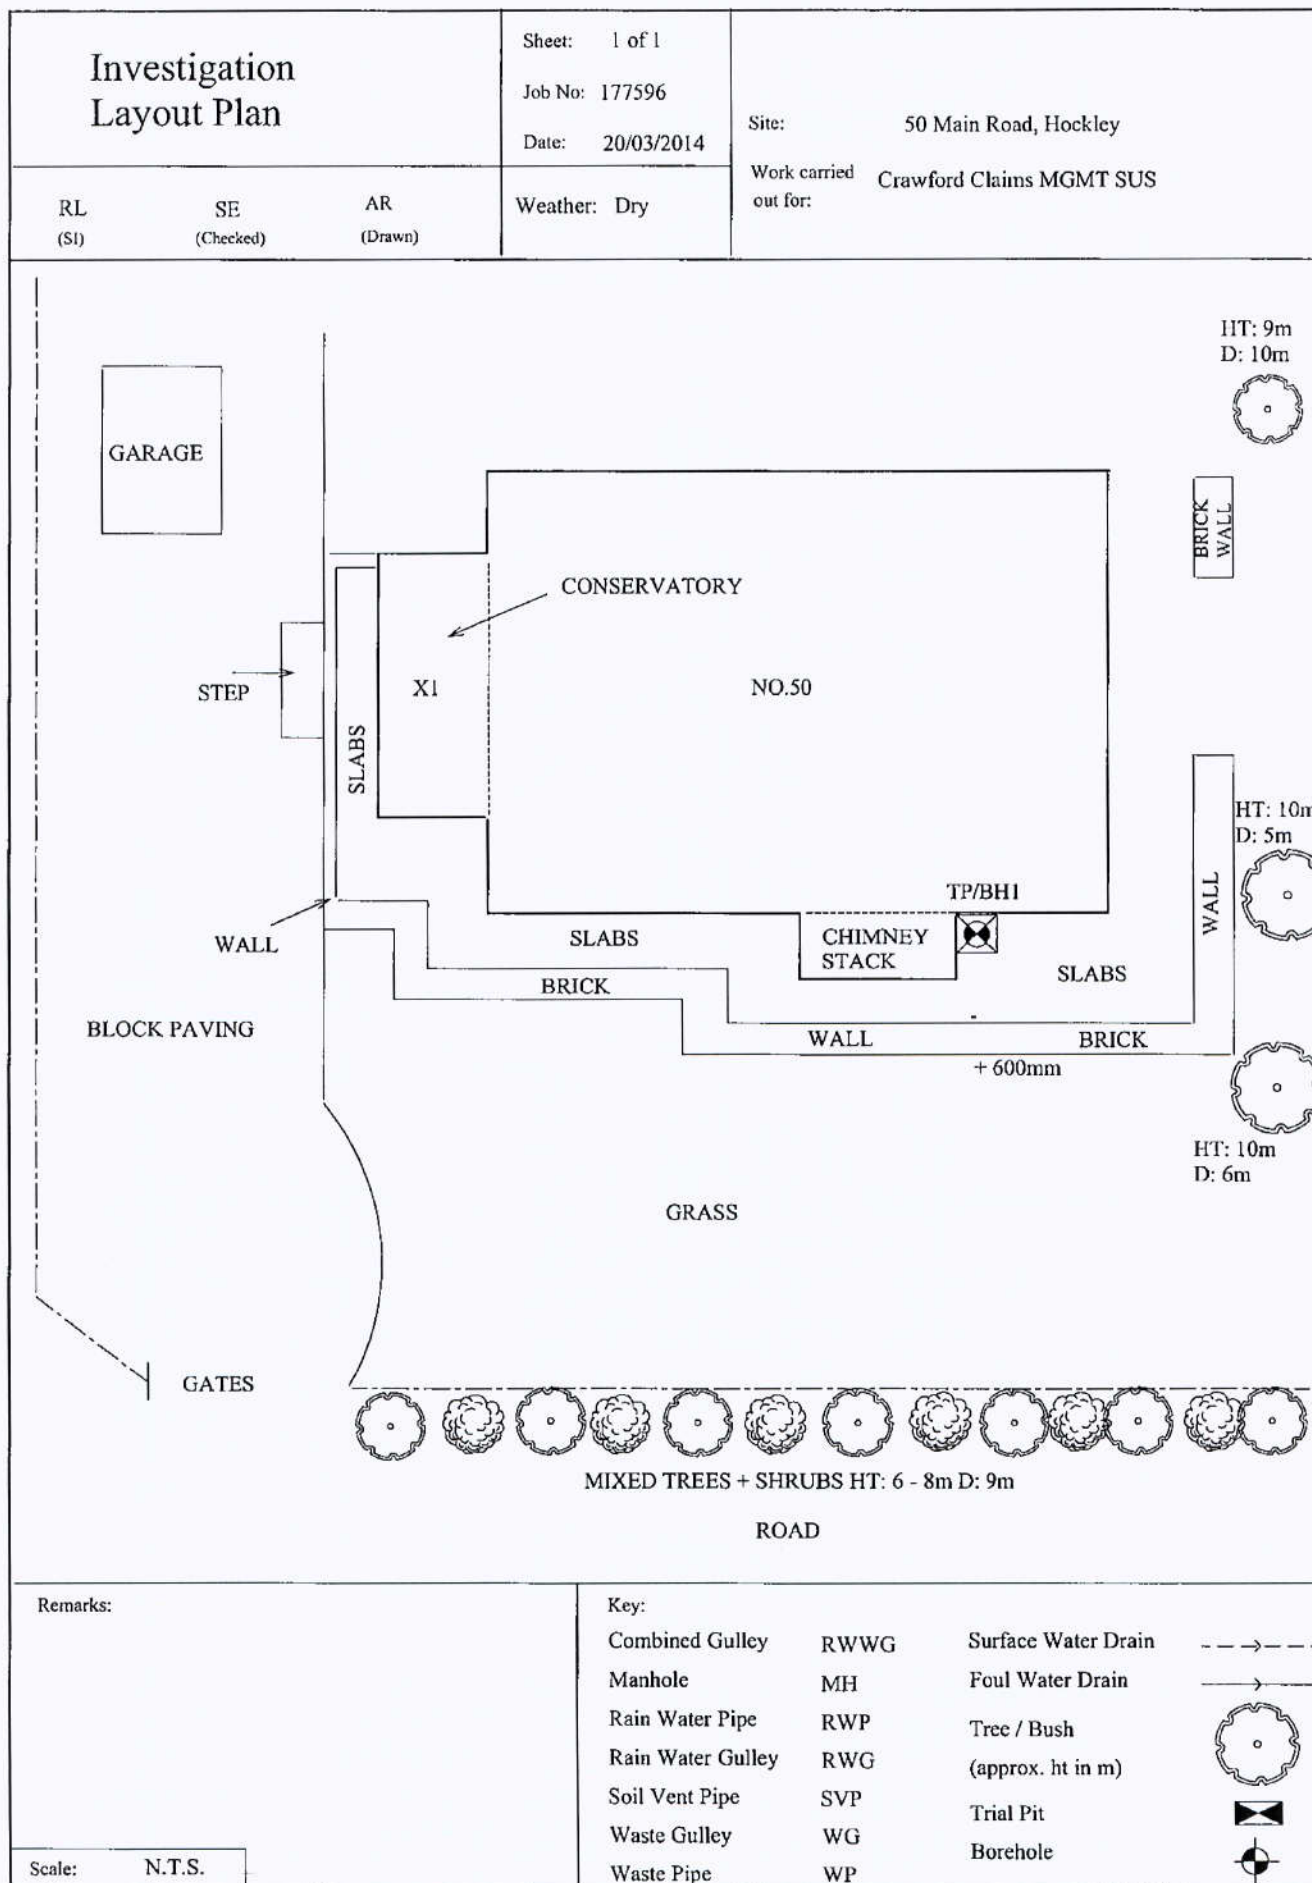 Investigation
Layout Plan
Sheet: 1 of 1
Job No: 177596
Date: 20/03/2014
Site: 50 Main Road, Hockley
Work carried
out for: Crawford Claims MGMT SUS
RL SE AR
(SI) (Checked) (Drawn)
Weather: Dry
HT: 9m
D: 10m
GARAGE
BRICK
WALL
CONSERVATORY
STEP
X1
NO.50
SLABS
HT: 10m
D: 5m
WALL
TP/BH1
WALL
SLABS
CHIMNEY
STACK
SLABS
BRICK
BLOCK PAVING
WALL
BRICK
+ 600mm
HT: 10m
D: 6m
GRASS
GATES
MIXED TREES + SHRUBS HT: 6 - 8m D: 9m
ROAD
Remarks:
Scale: N.T.S.
Key:
Combined Gulley RWWG Surface Water Drain
Manhole MH Foul Water Drain
Rain Water Pipe RWP Tree / Bush
Rain Water Gulley RWG (approx. ht in m)
Soil Vent Pipe SVP Trial Pit
Waste Gulley WG Borehole
Waste Pipe WP